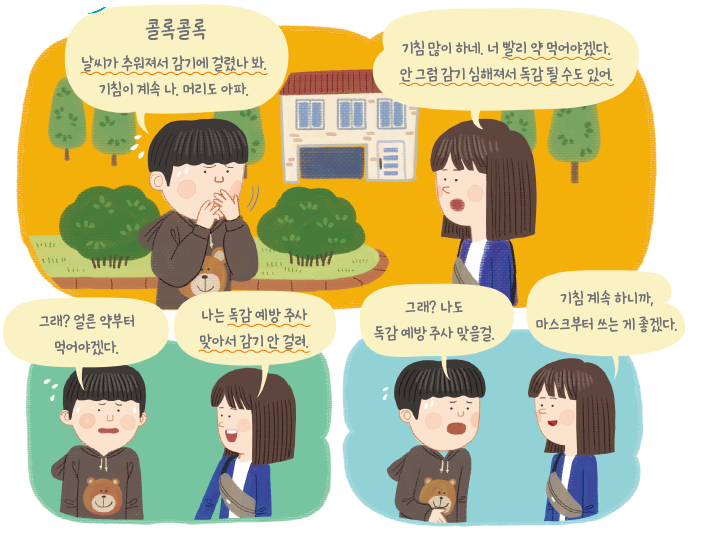 콜록콜록
날씨가 추워져서 감기에 걸렸나 봐.
기침이 계속 나. 머리도 아파.
기침 많이 하네. 너 빨리 약 먹어야겠다.
안 그럼 감기 심해져서 독감 될 수도 있어.
그래? 얼른 약부터
먹어야겠다.
나는 독감 예방 주사
맞아서 감기 안 걸려.
그래? 나도
독감 예방 주사 맞을걸.
기침 계속 하니까,
마스크부터 쓰는 게 좋겠다.